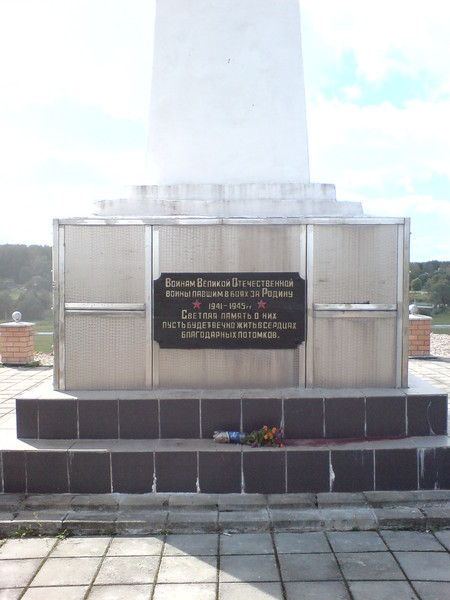 Воинам Великой Отечественной
войны павшим в боях за Родину
1941-1945гг
Светлая память о них
пусть будет вечно жить в сердцах
благодарных потомков.